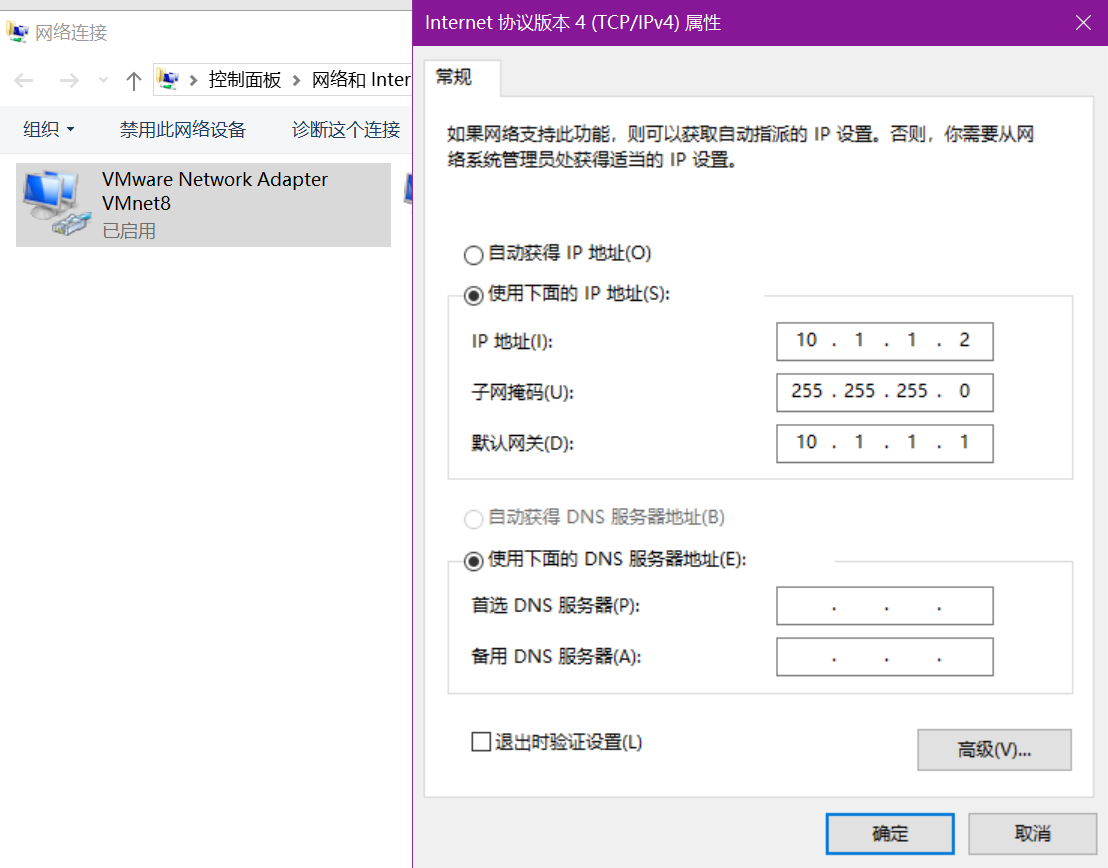 网络连接
控制面板 > 网络和 Inter
组织
禁用此网络设备
诊断这个连接
VMware Network Adapter
VMnet8
已启用
Internet 协议版本 4 (TCP/IPv4) 属性
常规
如果网络支持此功能，则可以获取自动指派的 IP 设置。否则，你需要从网
络系统管理员处获得适当的 IP 设置。
自动获得 IP 地址(O)
使用下面的 IP 地址(S):
IP 地址(I):
10 . 1 . 1 . 2
子网掩码(U):
255 . 255 . 255 . 0
默认网关(D):
10 . 1 . 1 . 1
自动获得 DNS 服务器地址(B)
使用下面的 DNS 服务器地址(E):
首选 DNS 服务器(P):
. . .
备用 DNS 服务器(A):
. . .
退出时验证设置(L)
高级(V)...
确定
取消